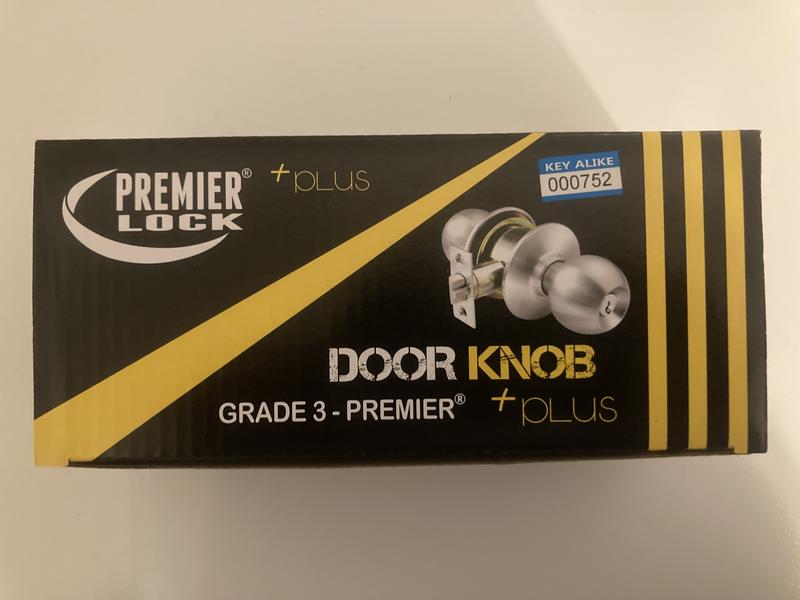 PREMIER®
LOCK
+plus
KEY ALIKE
000752
DOOR KNOB
GRADE 3 - PREMIER® +plus